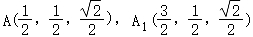 A(1/2, 1/2, √2/2), A₁(3/2, 1/2, √2/2)